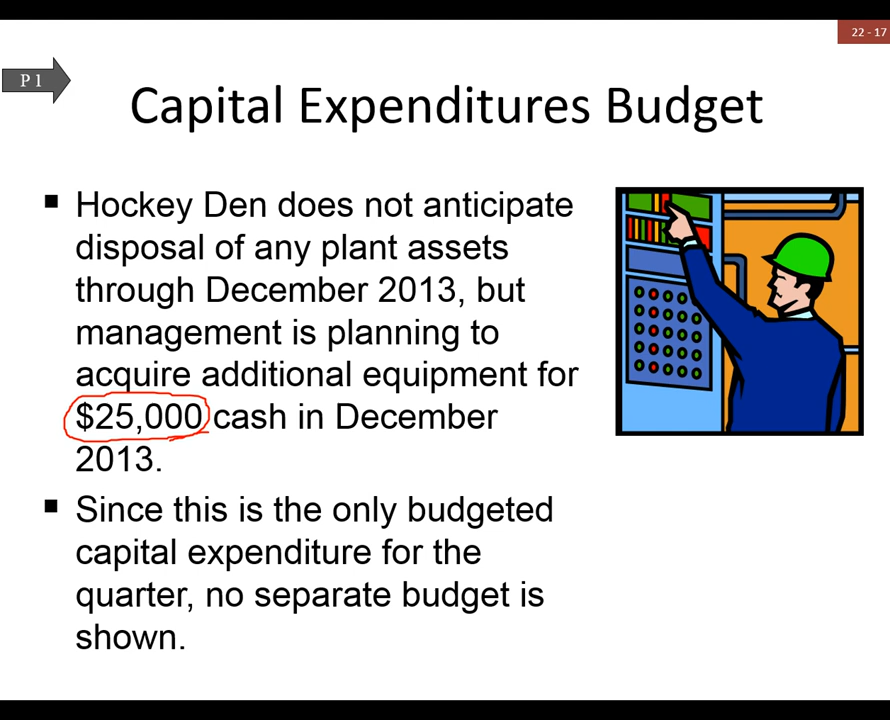 22 - 17
P 1
Capital Expenditures Budget
▪ Hockey Den does not anticipate
disposal of any plant assets
through December 2013, but
management is planning to
acquire additional equipment for
$25,000 cash in December
2013.
▪ Since this is the only budgeted
capital expenditure for the
quarter, no separate budget is
shown.